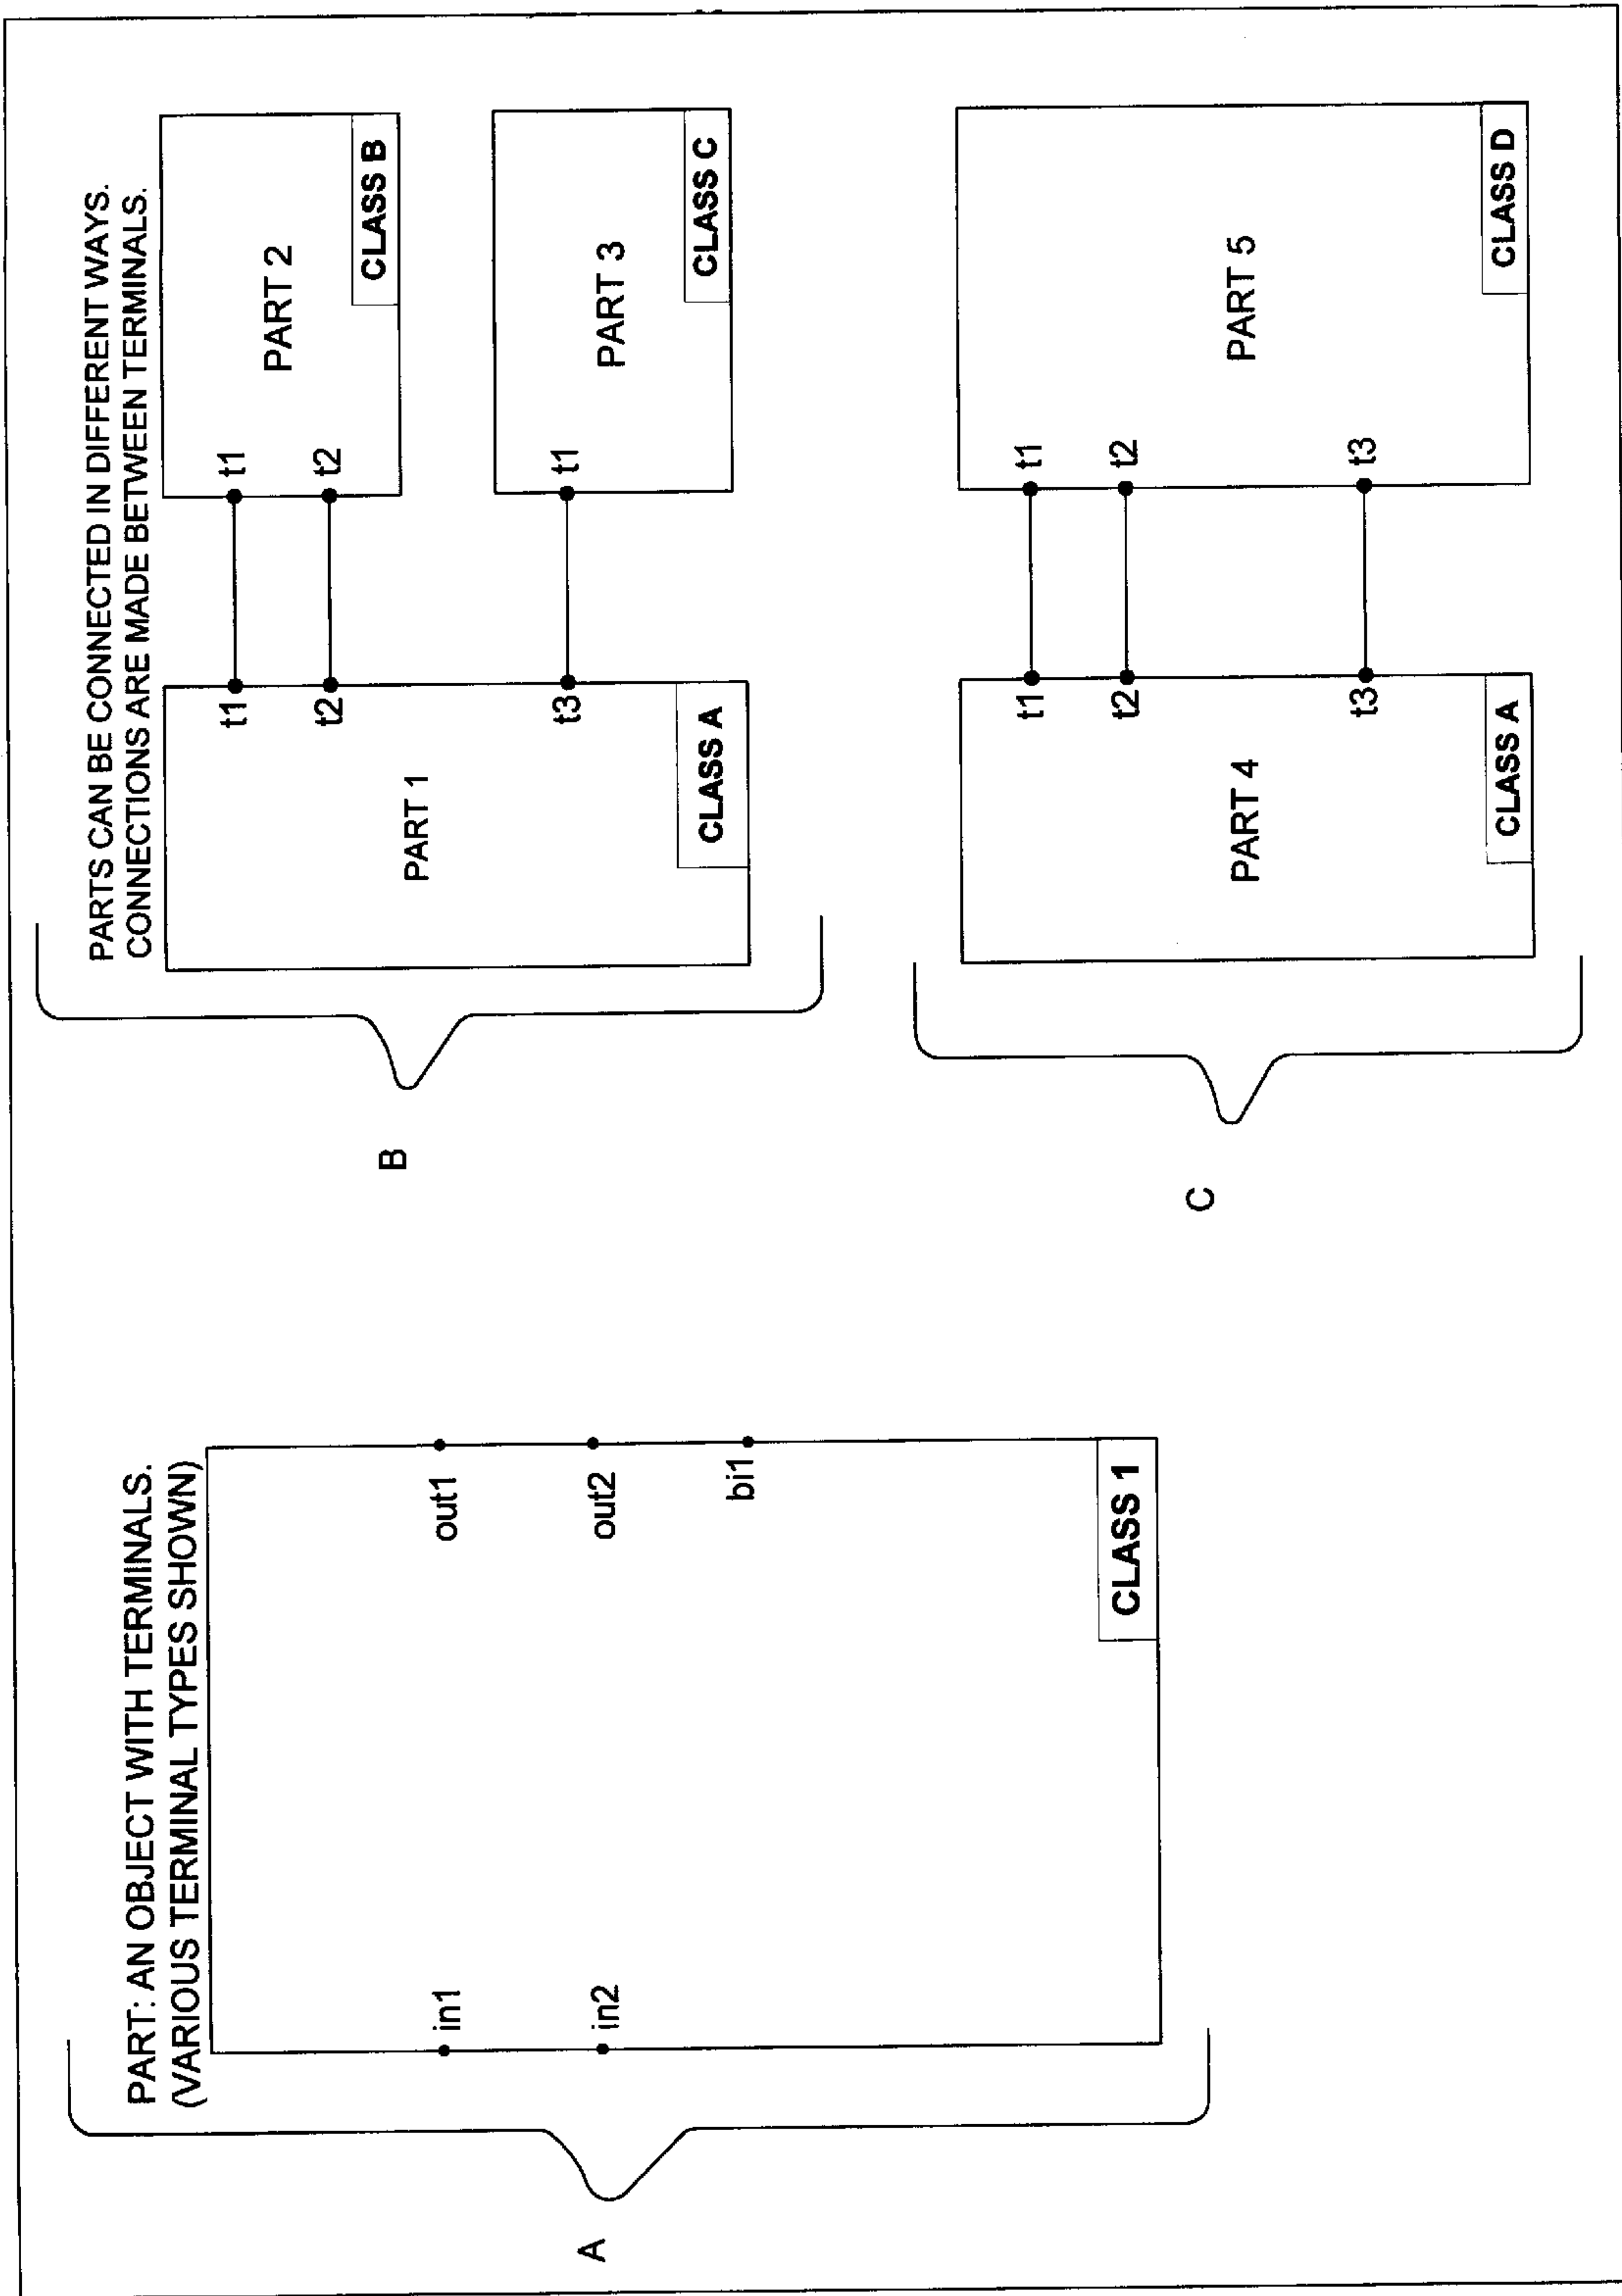 PART: AN OBJECT WITH TERMINALS.
(VARIOUS TERMINAL TYPES SHOWN)
A
in1
out1
in2
out2
bi1
CLASS 1
PARTS CAN BE CONNECTED IN DIFFERENT WAYS.
CONNECTIONS ARE MADE BETWEEN TERMINALS.
B
t1
t1
t2
t2
PART 1
PART 2
CLASS B
t3
t1
PART 3
CLASS A
CLASS C
C
t1
t1
t2
t2
PART 4
PART 5
t3
t3
CLASS A
CLASS D